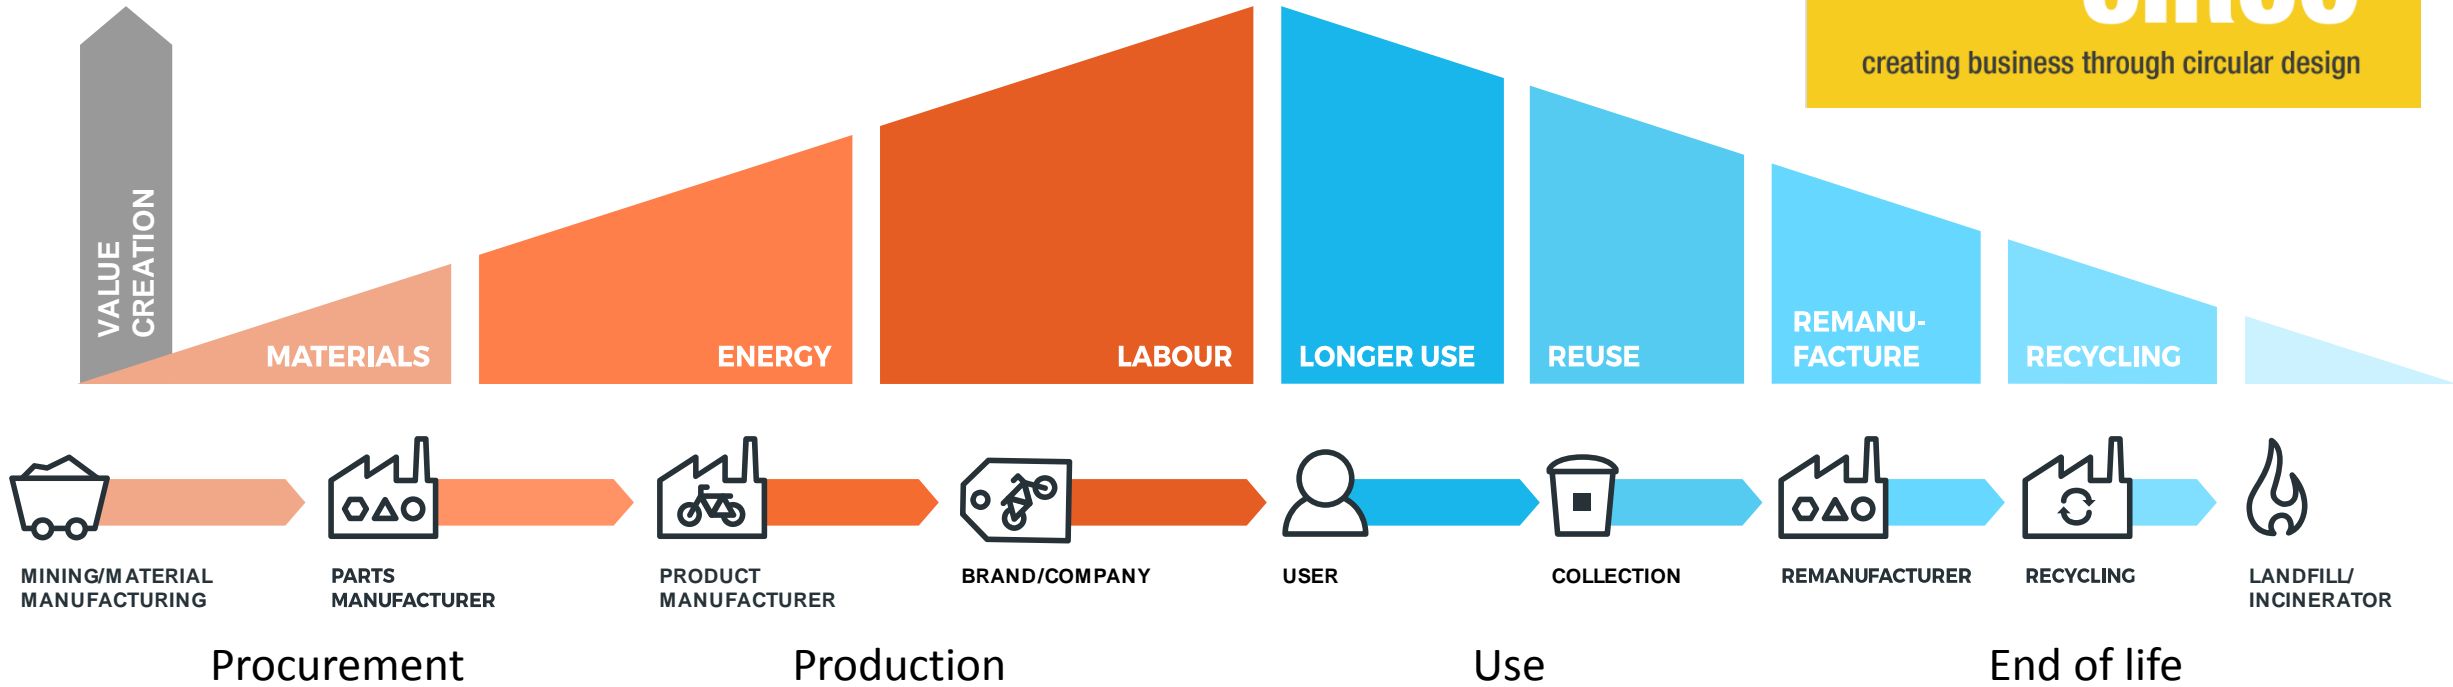 creating business through circular design
VALUE
CREATION
MATERIALS
ENERGY
LABOUR
LONGER USE
REUSE
REMANU-
FACTURE
RECYCLING
MINING/MATERIAL
MANUFACTURING
PARTS
MANUFACTURER
PRODUCT
MANUFACTURER
BRAND/COMPANY
USER
COLLECTION
REMANUFACTURER
RECYCLING
LANDFILL/
INCINERATOR
Procurement
Production
Use
End of life